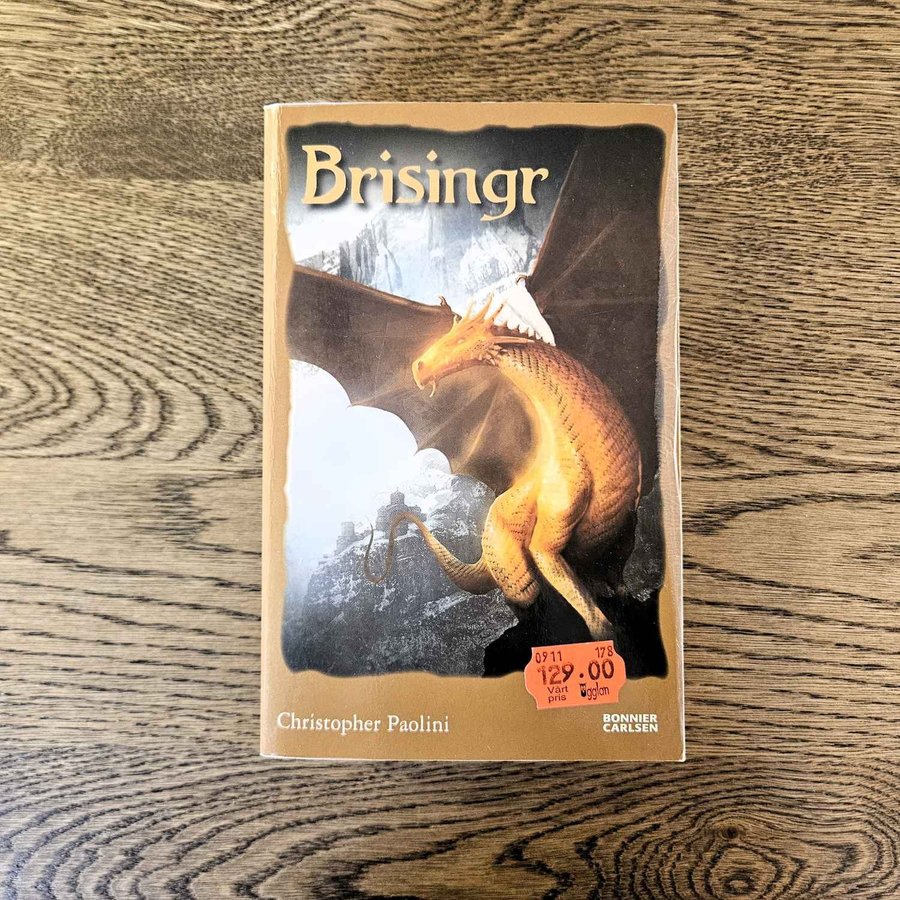 Brisingr
0911 178
129.00
Vårt
pris
Ugglan
Christopher Paolini
BONNIER
CARLSEN